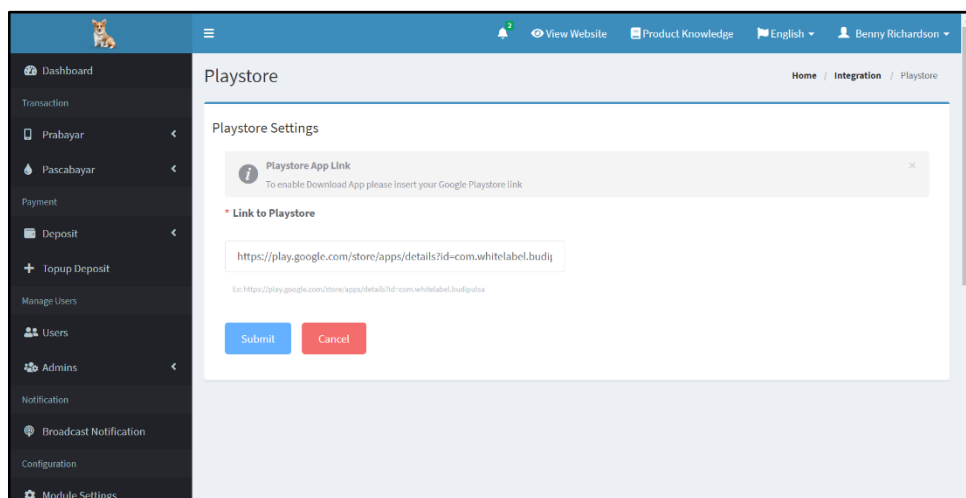 2
View Website
Product Knowledge
English
Benny Richardson
Dashboard
Transaction
Prabayar
Pascabayar
Payment
Deposit
Topup Deposit
Manage Users
Users
Admins
Notification
Broadcast Notification
Configuration
Module Settings
Playstore
Home / Integration / Playstore
Playstore Settings
Playstore App Link
To enable Download App please insert your Google Playstore link
* Link to Playstore
https://play.google.com/store/apps/details?id=com.whitelabel.budip
Ex: https://play.google.com/store/apps/details?id=com.whitelabel.budipulsa
Submit
Cancel